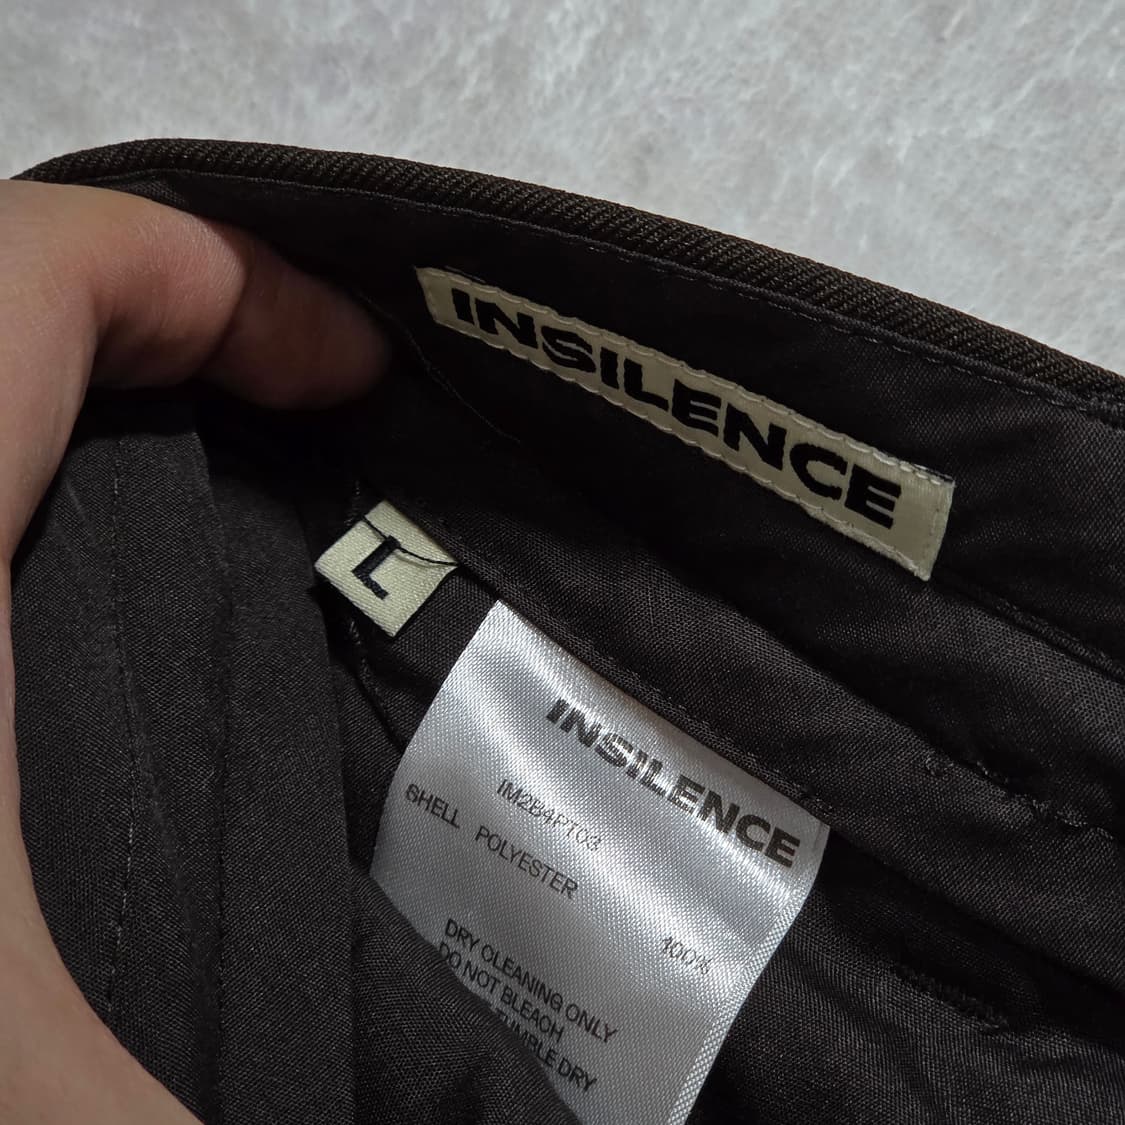 INSILENCE
L
INSILENCE
IM2B4PT03
SHELL POLYESTER 100%
DRY CLEANING ONLY
DO NOT BLEACH
TUMBLE DRY